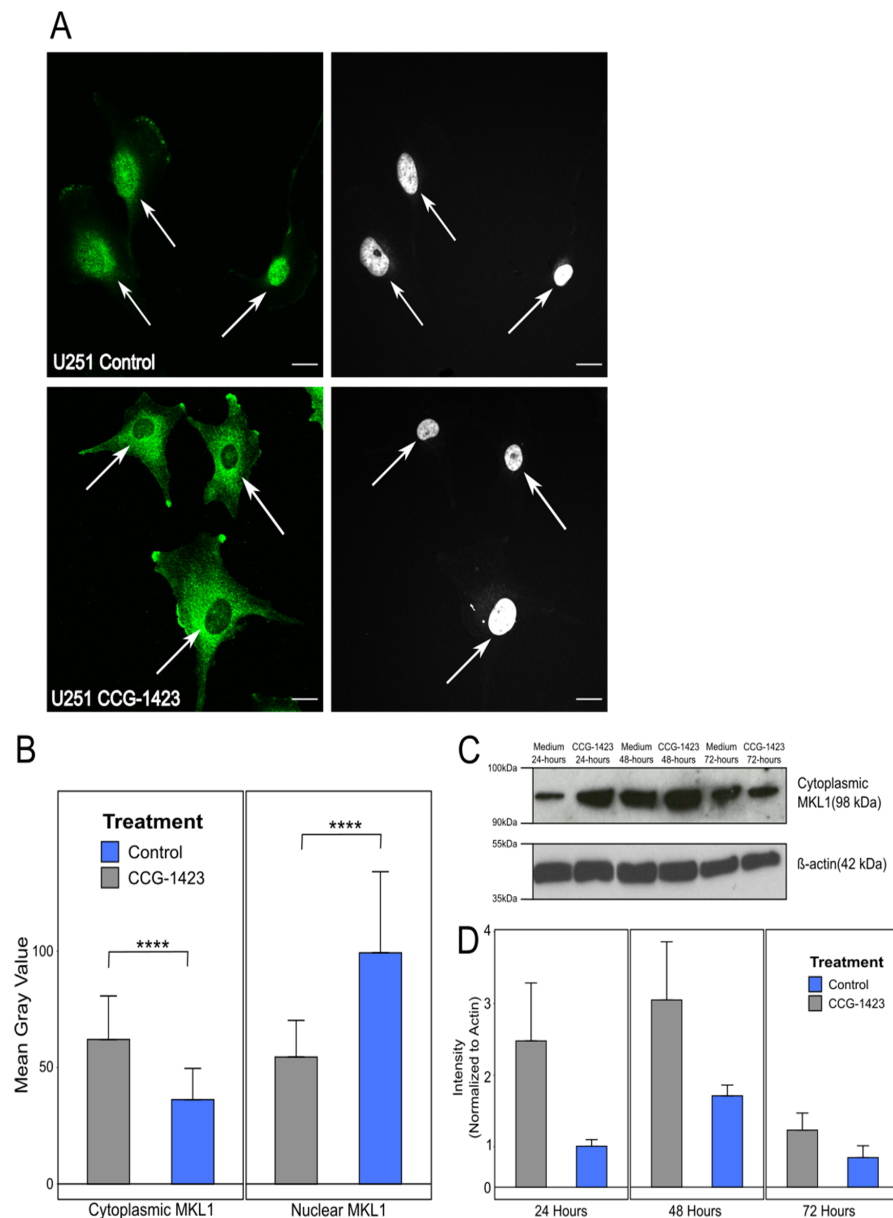 A
U251 Control
U251 CCG-1423
B
Treatment
Control
CCG-1423
****
****
Mean Gray Value
100
50
0
Cytoplasmic MKL1
Nuclear MKL1
C
Medium CCG-1423 Medium CCG-1423 Medium CCG-1423
24-hours 24-hours 48-hours 48-hours 72-hours 72-hours
100kDa
90kDa
Cytoplasmic
MKL1(98 kDa)
55kDa
35kDa
ß-actin(42 kDa)
D
Treatment
Control
CCG-1423
Intensity
(Normalized to Actin)
4
3
2
1
0
24 Hours
48 Hours
72 Hours